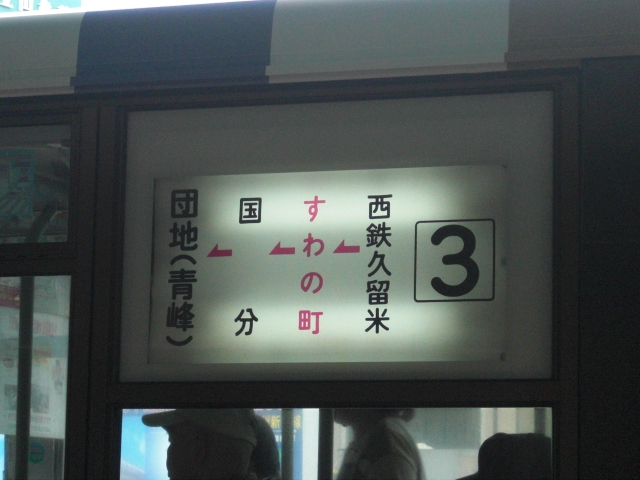 3
西鉄久留米
すわの町
国分
団地(青峰)